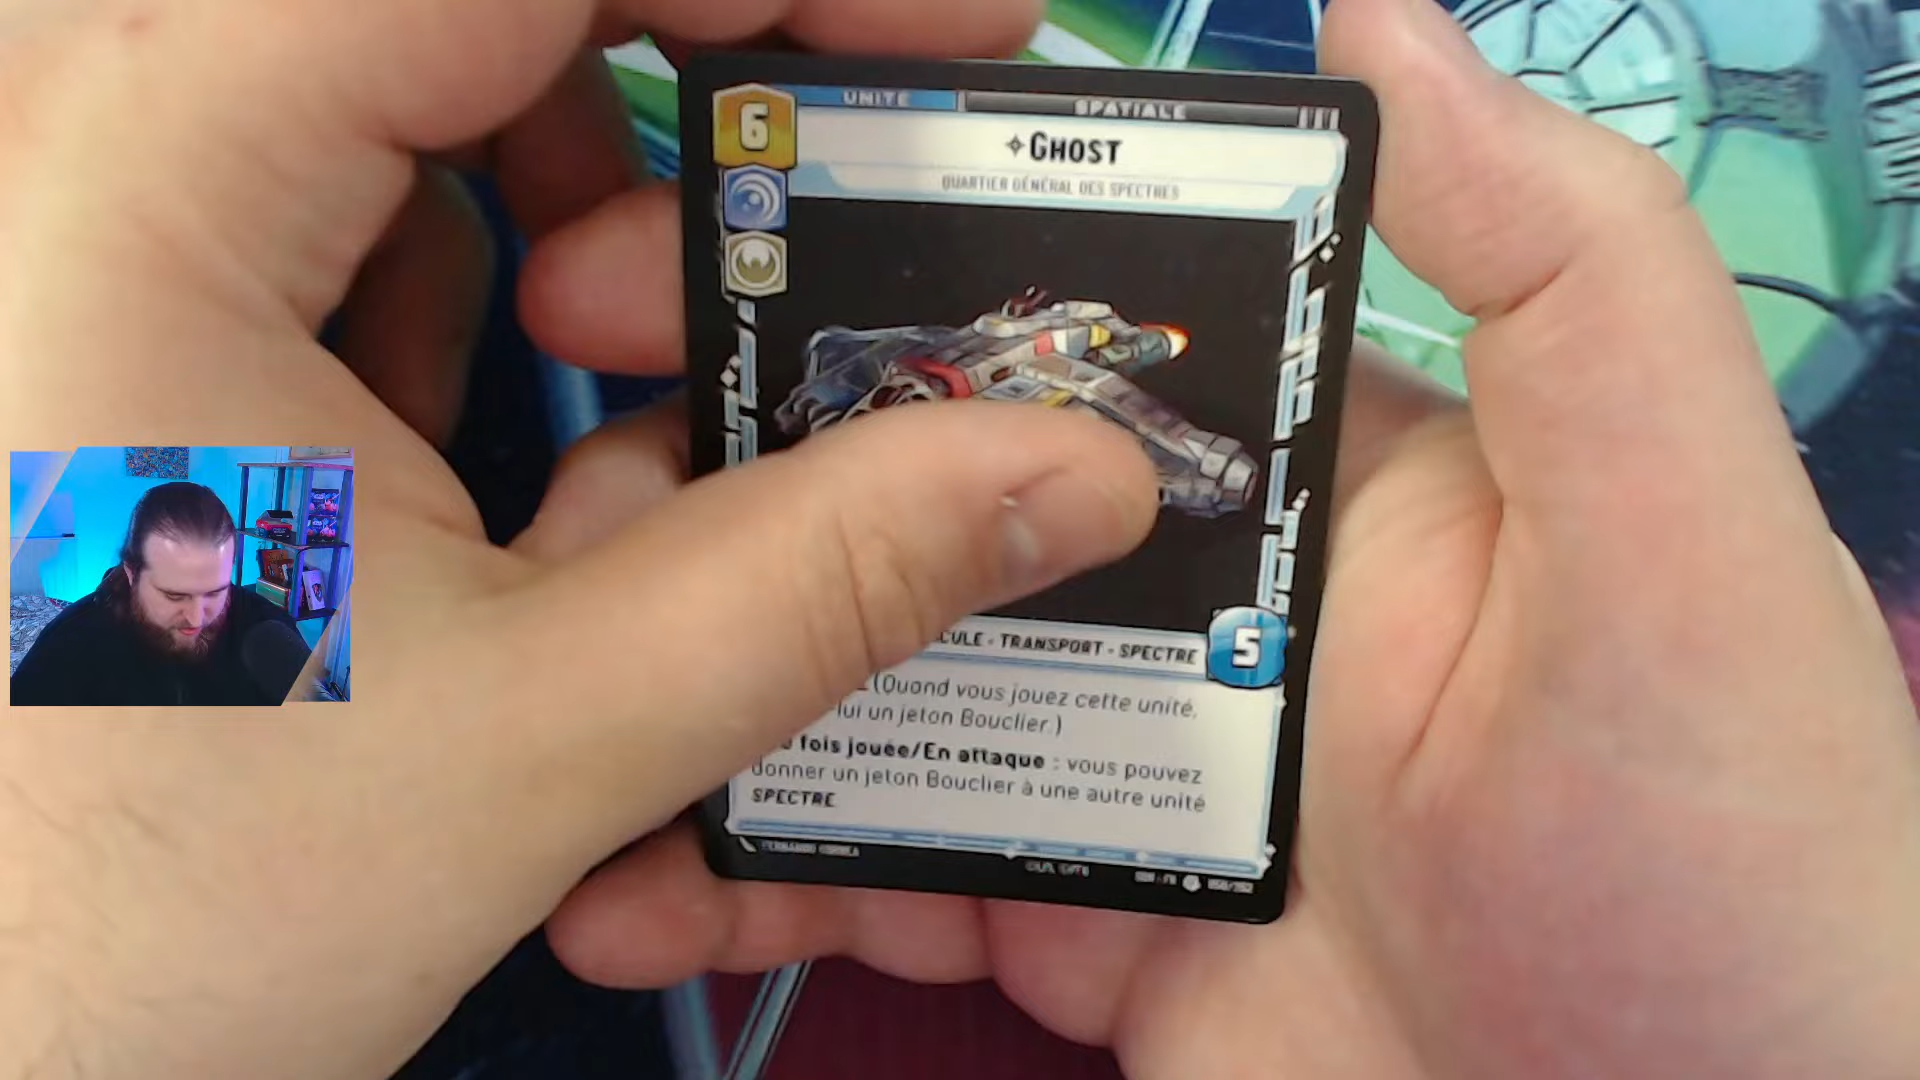 6
UNITÉ
SPATIALE
GHOST
QUARTIER GÉNÉRAL DES SPECTRES
CULE - TRANSPORT - SPECTRE
5
(Quand vous jouez cette unité,
lui un jeton Bouclier.)
fois jouée/En attaque : vous pouvez
donner un jeton Bouclier à une autre unité
SPECTRE